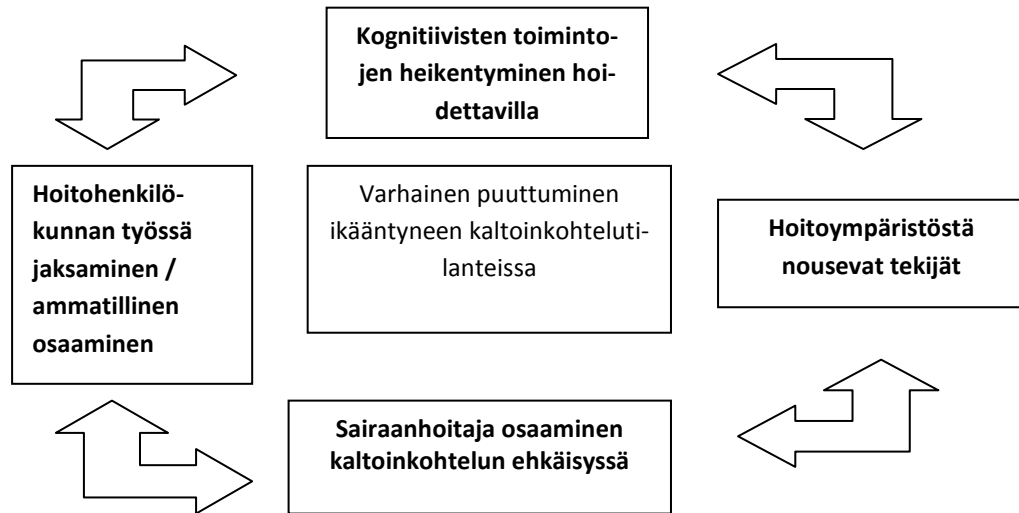 Kognitiivisten toiminto-
jen heikentyminen hoi-
dettavilla
Hoitohenkilö-
kunnan työssä
jaksaminen /
ammatillinen
osaaminen
Varhainen puuttuminen
ikääntyneen kaltoinkohteluti-
lanteissa
Hoitoympäristöstä
nousevat tekijät
Sairaanhoitaja osaaminen
kaltoinkohtelun ehkäisyssä